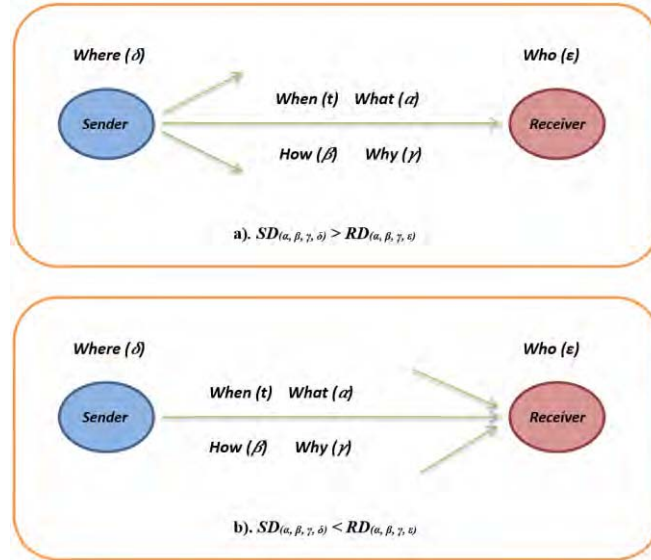 Where (δ) Who (ε)
When (t) What (α)
Sender Receiver
How (β) Why (γ)
a). SD(α, β, γ, δ) > RD(α, β, γ, ε)
Where (δ) Who (ε)
When (t) What (α)
Sender Receiver
How (β) Why (γ)
b). SD(α, β, γ, δ) < RD(α, β, γ, ε)